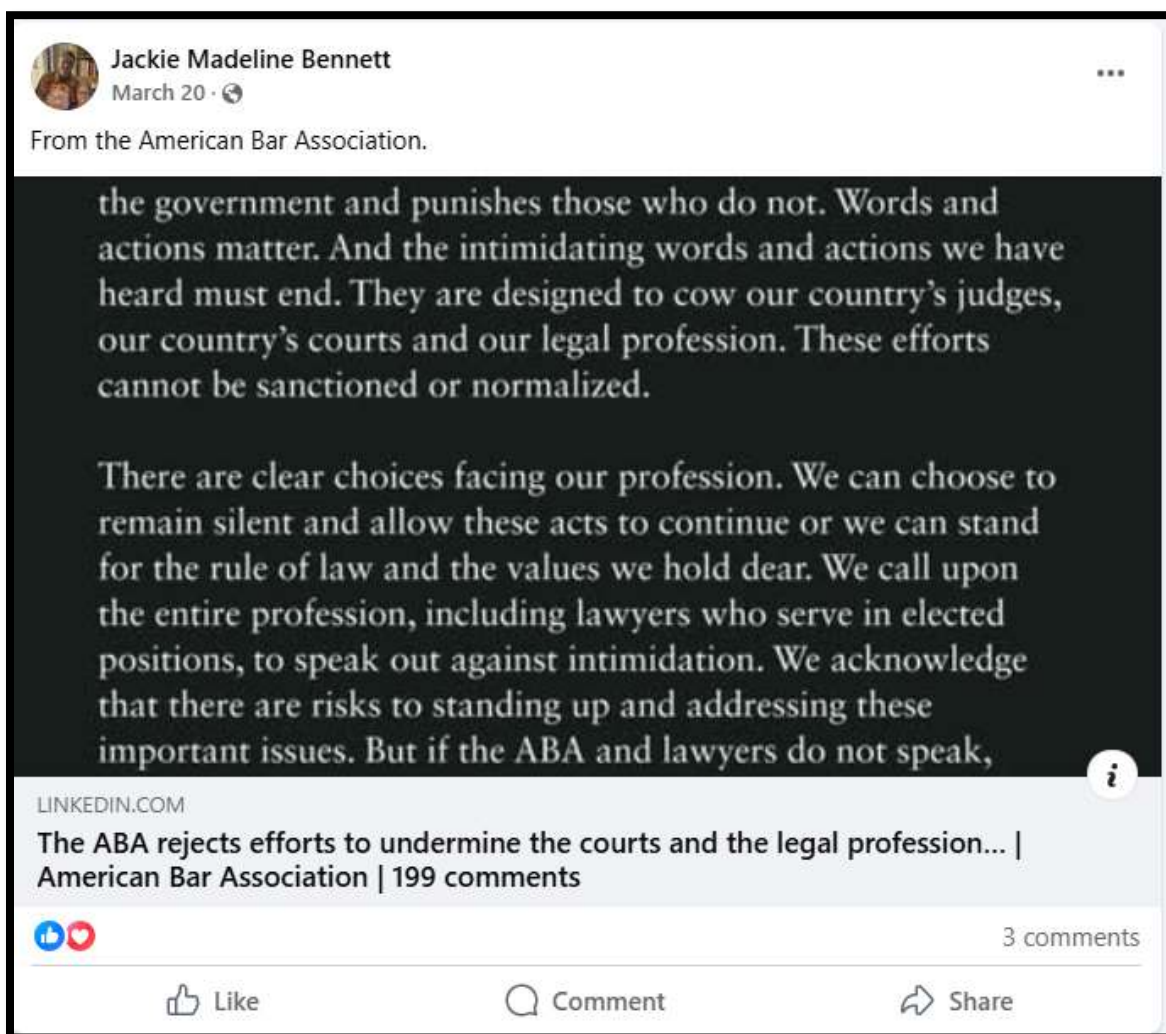 Jackie Madeline Bennett
March 20 ·
From the American Bar Association.
the government and punishes those who do not. Words and
actions matter. And the intimidating words and actions we have
heard must end. They are designed to cow our country’s judges,
our country’s courts and our legal profession. These efforts
cannot be sanctioned or normalized.
There are clear choices facing our profession. We can choose to
remain silent and allow these acts to continue or we can stand
for the rule of law and the values we hold dear. We call upon
the entire profession, including lawyers who serve in elected
positions, to speak out against intimidation. We acknowledge
that there are risks to standing up and addressing these
important issues. But if the ABA and lawyers do not speak,
LINKEDIN.COM
The ABA rejects efforts to undermine the courts and the legal profession... |
American Bar Association | 199 comments
3 comments
Like Comment Share